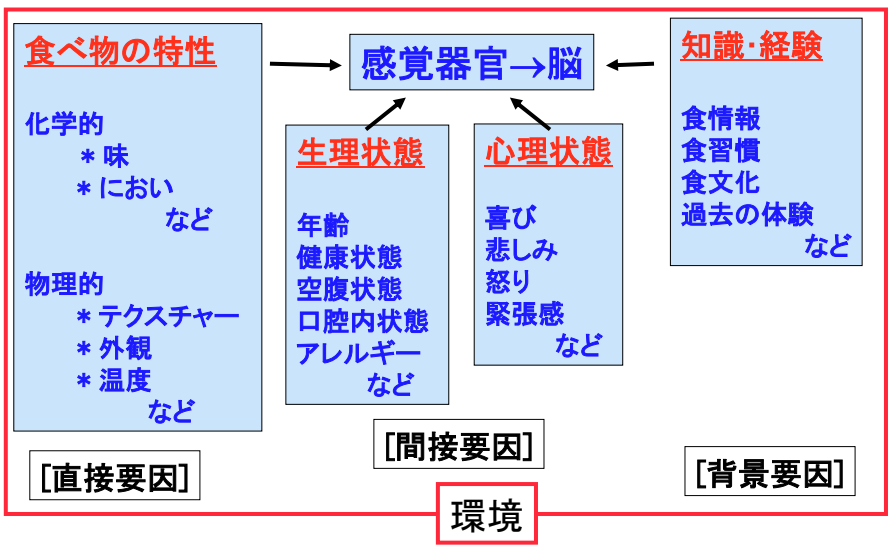 食べ物の特性
化学的
* 味
* におい
など
物理的
* テクスチャー
* 外観
* 温度
など
[直接要因]
感覚器官→脳
生理状態
年齢
健康状態
空腹状態
口腔内状態
アレルギー
など
心理状態
喜び
悲しみ
怒り
緊張感
など
[間接要因]
知識・経験
食情報
食習慣
食文化
過去の体験
など
[背景要因]
環境